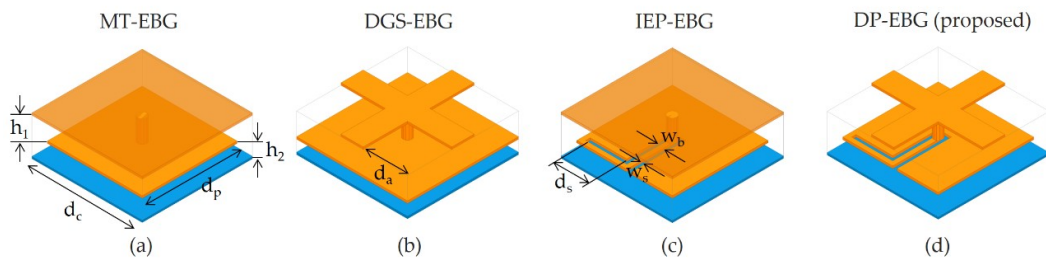 MT-EBG
DGS-EBG
IEP-EBG
DP-EBG (proposed)
h1
h2
dc
dp
da
ds
wb
ws
(a)
(b)
(c)
(d)